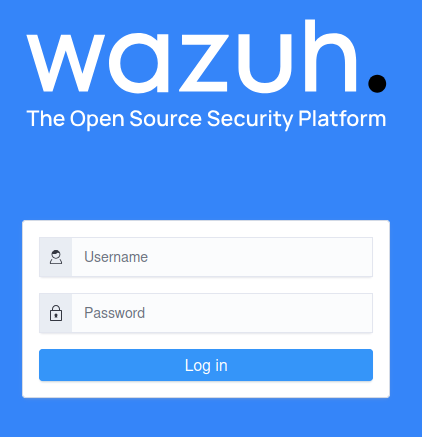 wazuh.
The Open Source Security Platform
Username
Password
Log in